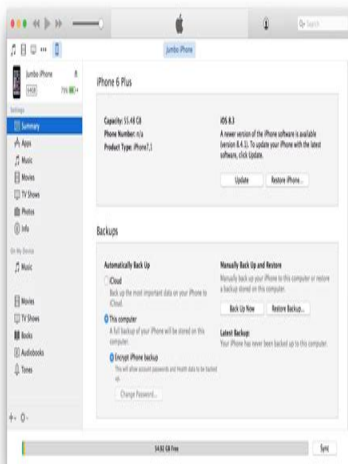 Search
Jumbo iPhone
Jumbo iPhone
64GB 79%
Settings
Summary
Apps
Music
Movies
TV Shows
Photos
Info
On My Device
Music
Movies
TV Shows
Books
Audiobooks
Tones
iPhone 6 Plus
Capacity: 55.48 GB
Phone Number: n/a
Product Type: iPhone7,1
iOS 8.3
A newer version of the iPhone software is available
(version 8.4.1). To update your iPhone with the latest
software, click Update.
Update
Restore iPhone...
Backups
Automatically Back Up
iCloud
Back up the most important data on your iPhone to
iCloud.
This computer
A full backup of your iPhone will be stored on this
computer.
Encrypt iPhone backup
This will allow account passwords and Health data to be backed
up.
Change Password...
Manually Back Up and Restore
Manually back up your iPhone to this computer or restore
a backup stored on this computer.
Back Up Now
Restore Backup...
Latest Backup:
Your iPhone has never been backed up to this computer.
54.92 GB Free
Sync